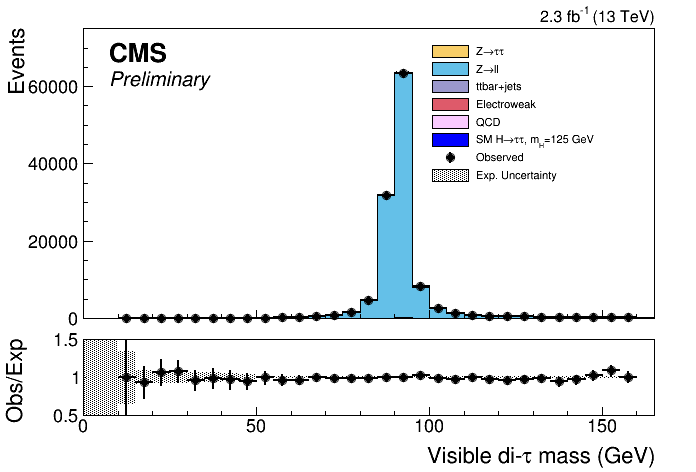 2.3 fb⁻¹ (13 TeV)
CMS
Preliminary
Z→ττ
Z→ll
ttbar+jets
Electroweak
QCD
SM H→ττ, m_H=125 GeV
Observed
Exp. Uncertainty
Events
60000
40000
20000
0
Obs/Exp
1.5
1
0.5
0
50
100
150
Visible di-τ mass (GeV)